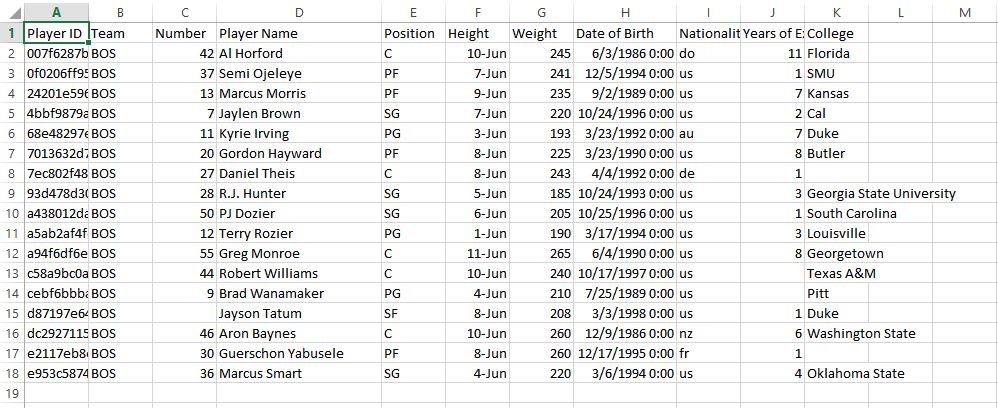 A B C D E F G H I J K L M
1 Player ID Team Number Player Name Position Height Weight Date of Birth Nationalit Years of E College
2 007f6287b BOS 42 Al Horford C 10-Jun 245 6/3/1986 0:00 do 11 Florida
3 0f0206ff95 BOS 37 Semi Ojeleye PF 7-Jun 241 12/5/1994 0:00 us 1 SMU
4 24201e596 BOS 13 Marcus Morris PF 9-Jun 235 9/2/1989 0:00 us 7 Kansas
5 4bbf9879a BOS 7 Jaylen Brown SG 7-Jun 220 10/24/1996 0:00 us 2 Cal
6 68e48297e BOS 11 Kyrie Irving PG 3-Jun 193 3/23/1992 0:00 au 7 Duke
7 7013632d7 BOS 20 Gordon Hayward PF 8-Jun 225 3/23/1990 0:00 us 8 Butler
8 7ec802f48 BOS 27 Daniel Theis C 8-Jun 243 4/4/1992 0:00 de 1
9 93d478d30 BOS 28 R.J. Hunter SG 5-Jun 185 10/24/1993 0:00 us 3 Georgia State University
10 a438012da BOS 50 PJ Dozier SG 6-Jun 205 10/25/1996 0:00 us 1 South Carolina
11 a5ab2af4f BOS 12 Terry Rozier PG 1-Jun 190 3/17/1994 0:00 us 3 Louisville
12 a94f6df6e BOS 55 Greg Monroe C 11-Jun 265 6/4/1990 0:00 us 8 Georgetown
13 c58a9bc0a BOS 44 Robert Williams C 10-Jun 240 10/17/1997 0:00 us Texas A&M
14 cebf6bbba BOS 9 Brad Wanamaker PG 4-Jun 210 7/25/1989 0:00 us Pitt
15 d87197e64 BOS Jayson Tatum SF 8-Jun 208 3/3/1998 0:00 us 1 Duke
16 dc2927115 BOS 46 Aron Baynes C 10-Jun 260 12/9/1986 0:00 nz 6 Washington State
17 e2117eb8 BOS 30 Guerschon Yabusele PF 8-Jun 260 12/17/1995 0:00 fr 1
18 e953c5874 BOS 36 Marcus Smart SG 4-Jun 220 3/6/1994 0:00 us 4 Oklahoma State
19